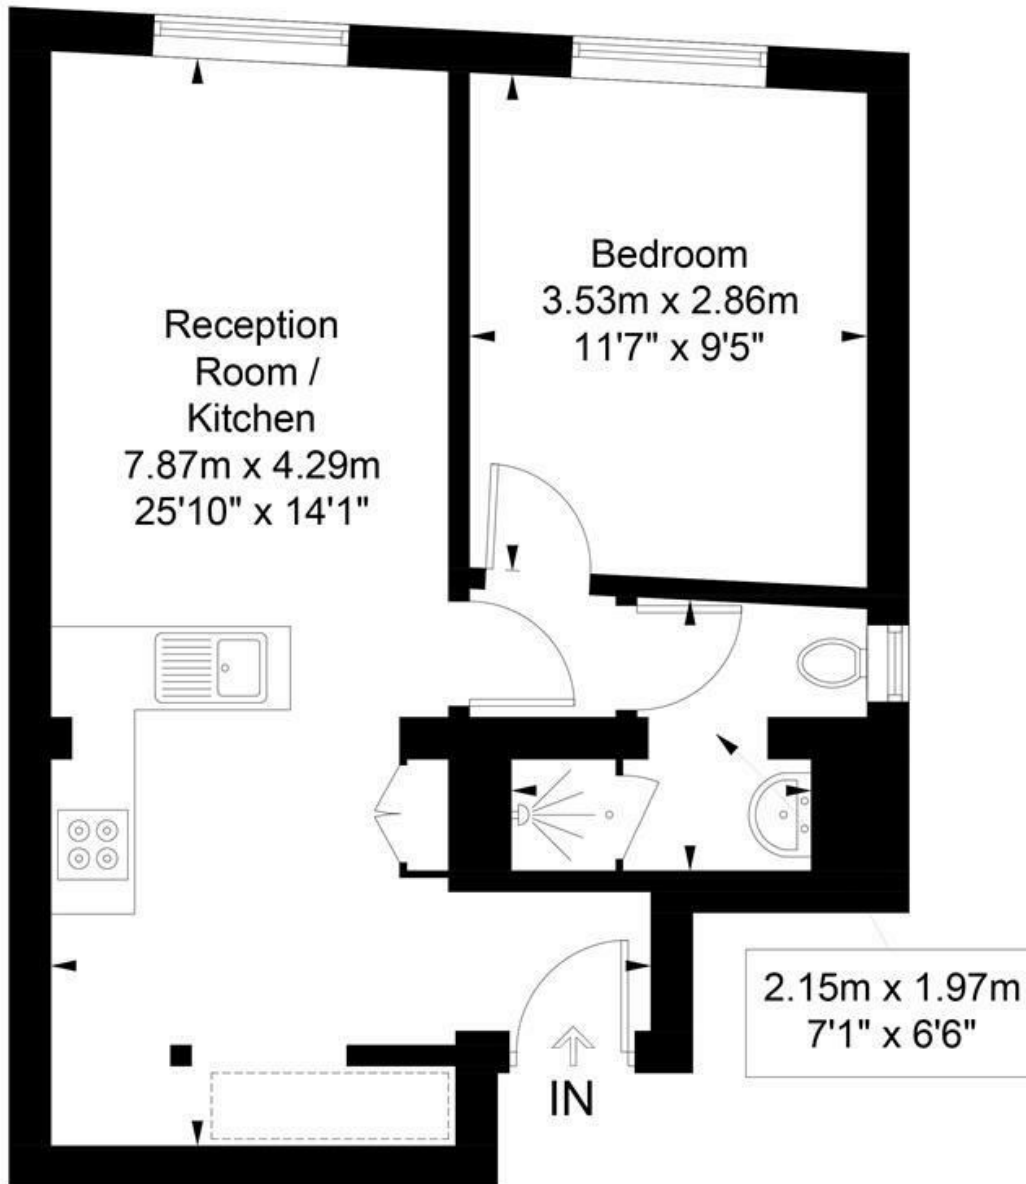 Reception
Room /
Kitchen
7.87m x 4.29m
25'10" x 14'1"
Bedroom
3.53m x 2.86m
11'7" x 9'5"
2.15m x 1.97m
7'1" x 6'6"
IN